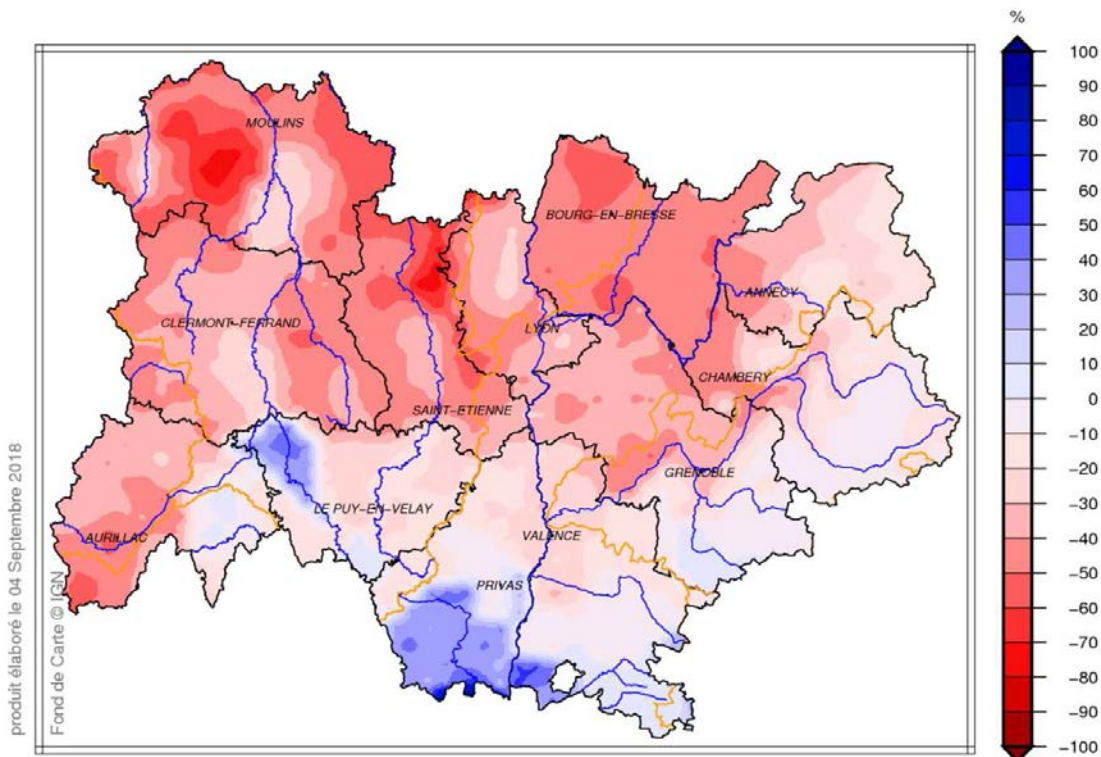 %
100
90
80
70
60
50
40
30
20
10
0
-10
-20
-30
-40
-50
-60
-70
-80
-90
-100
MOULINS
BOURG-EN-BRESSE
ANNECY
CLERMONT-FERRAND
LYON
CHAMBERY
SAINT-ETIENNE
GRENOBLE
LE PUY-EN-VELAY
AURILLAC
VALENCE
PRIVAS
produit élaboré le 04 Septembre 2018
Fond de Carte © IGN